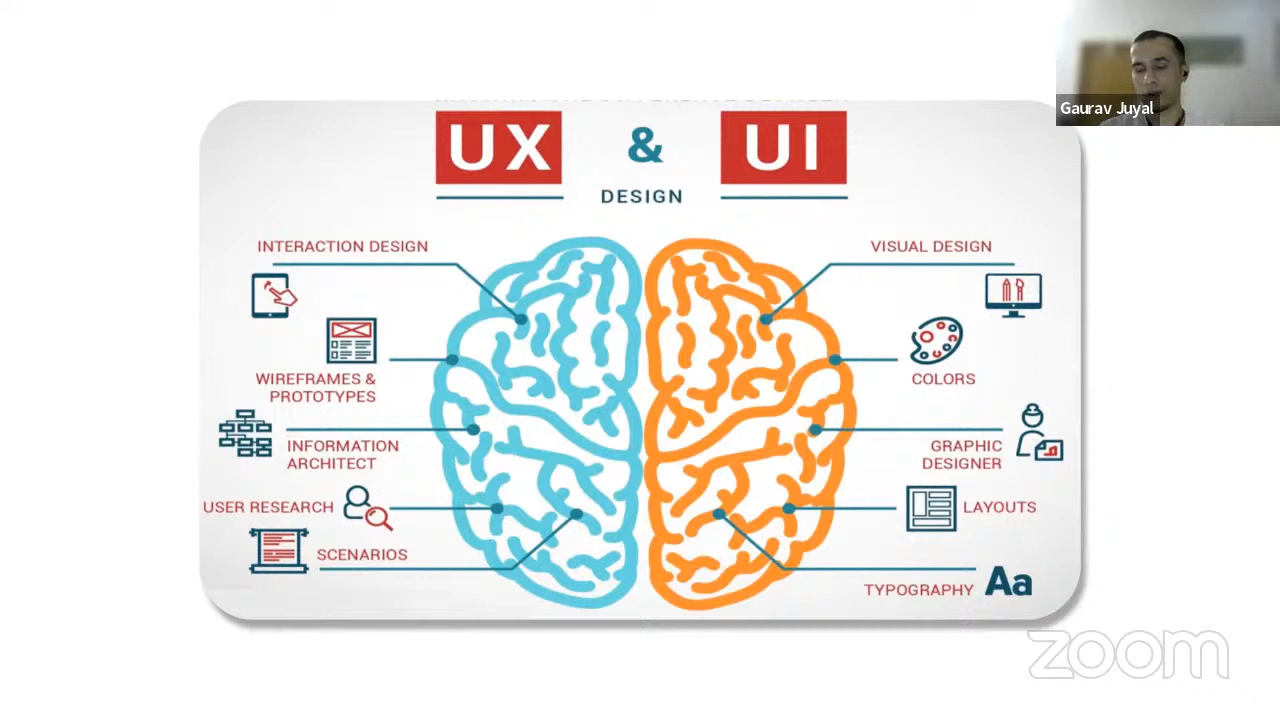 Gaurav Juyal
UX & UI
DESIGN
INTERACTION DESIGN
WIREFRAMES &
PROTOTYPES
INFORMATION
ARCHITECT
USER RESEARCH
SCENARIOS
VISUAL DESIGN
COLORS
GRAPHIC
DESIGNER
LAYOUTS
TYPOGRAPHY Aa
zoom